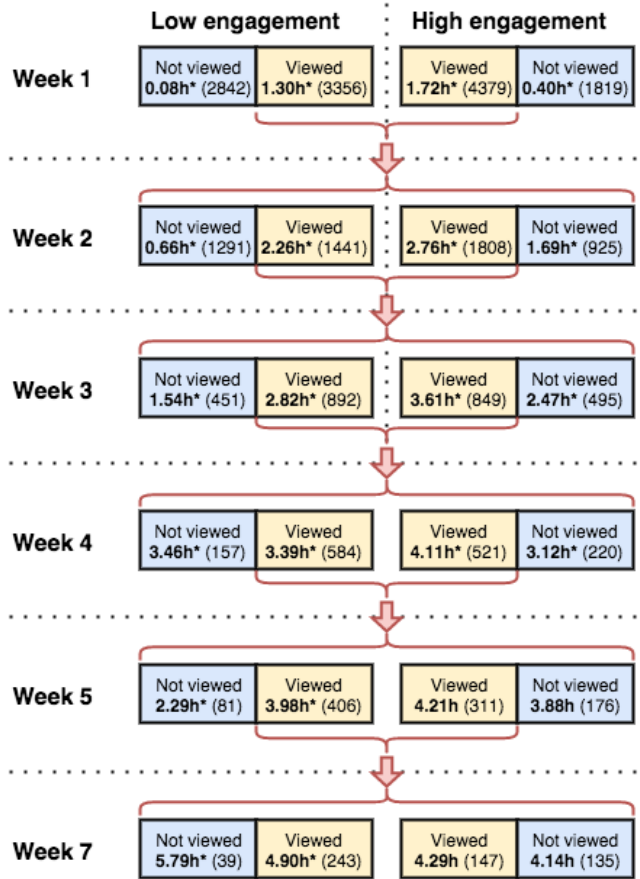 Low engagement High engagement
Week 1
Not viewed Viewed Viewed Not viewed
0.08h* (2842) 1.30h* (3356) 1.72h* (4379) 0.40h* (1819)
Week 2
Not viewed Viewed Viewed Not viewed
0.66h* (1291) 2.26h* (1441) 2.76h* (1808) 1.69h* (925)
Week 3
Not viewed Viewed Viewed Not viewed
1.54h* (451) 2.82h* (892) 3.61h* (849) 2.47h* (495)
Week 4
Not viewed Viewed Viewed Not viewed
3.46h* (157) 3.39h* (584) 4.11h* (521) 3.12h* (220)
Week 5
Not viewed Viewed Viewed Not viewed
2.29h* (81) 3.98h* (406) 4.21h (311) 3.88h (176)
Week 7
Not viewed Viewed Viewed Not viewed
5.79h* (39) 4.90h* (243) 4.29h (147) 4.14h (135)